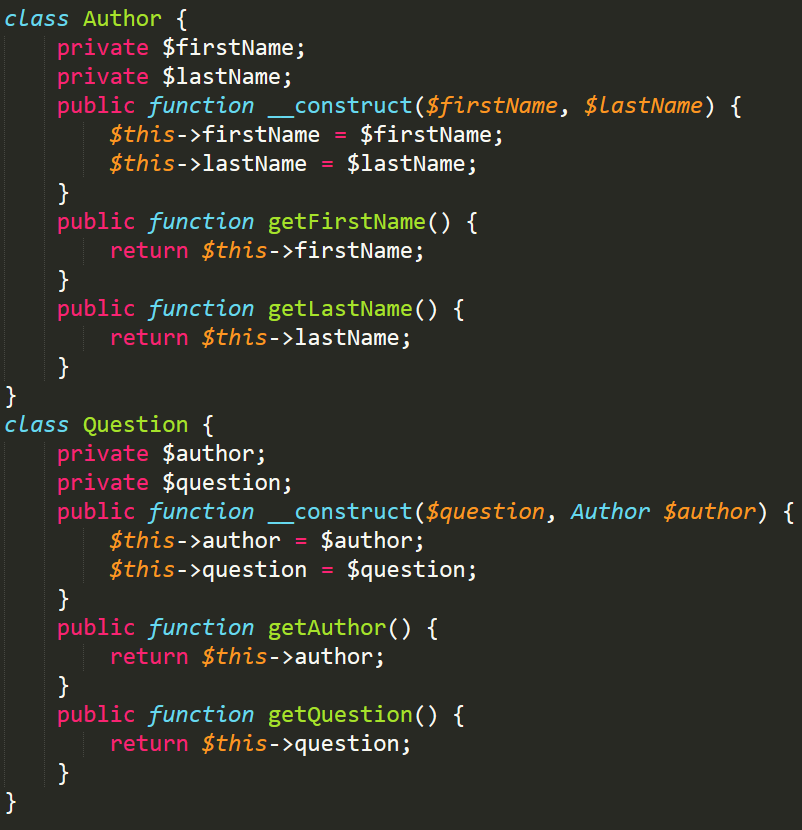 class Author {
    private $firstName;
    private $lastName;
    public function __construct($firstName, $lastName) {
        $this->firstName = $firstName;
        $this->lastName = $lastName;
    }
    public function getFirstName() {
        return $this->firstName;
    }
    public function getLastName() {
        return $this->lastName;
    }
}
class Question {
    private $author;
    private $question;
    public function __construct($question, Author $author) {
        $this->author = $author;
        $this->question = $question;
    }
    public function getAuthor() {
        return $this->author;
    }
    public function getQuestion() {
        return $this->question;
    }
}